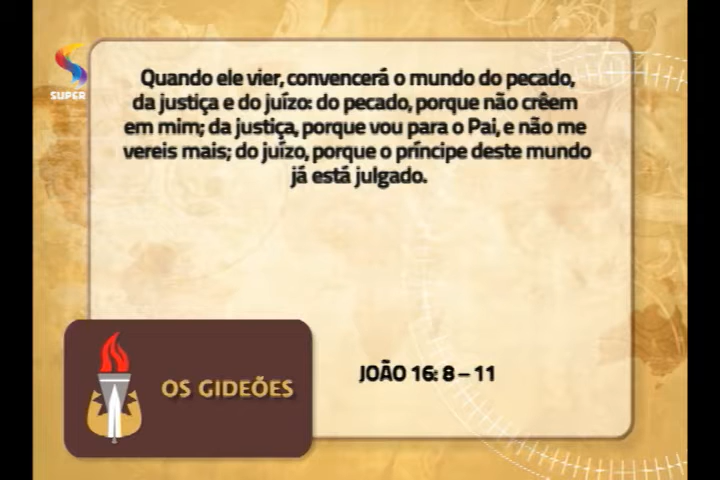 SUPER
Quando ele vier, convencerá o mundo do pecado,
da justiça e do juízo: do pecado, porque não crêem
em mim; da justiça, porque vou para o Pai, e não me
vereis mais; do juízo, porque o príncipe deste mundo
já está julgado.
OS GIDEÕES
JOÃO 16: 8 – 11